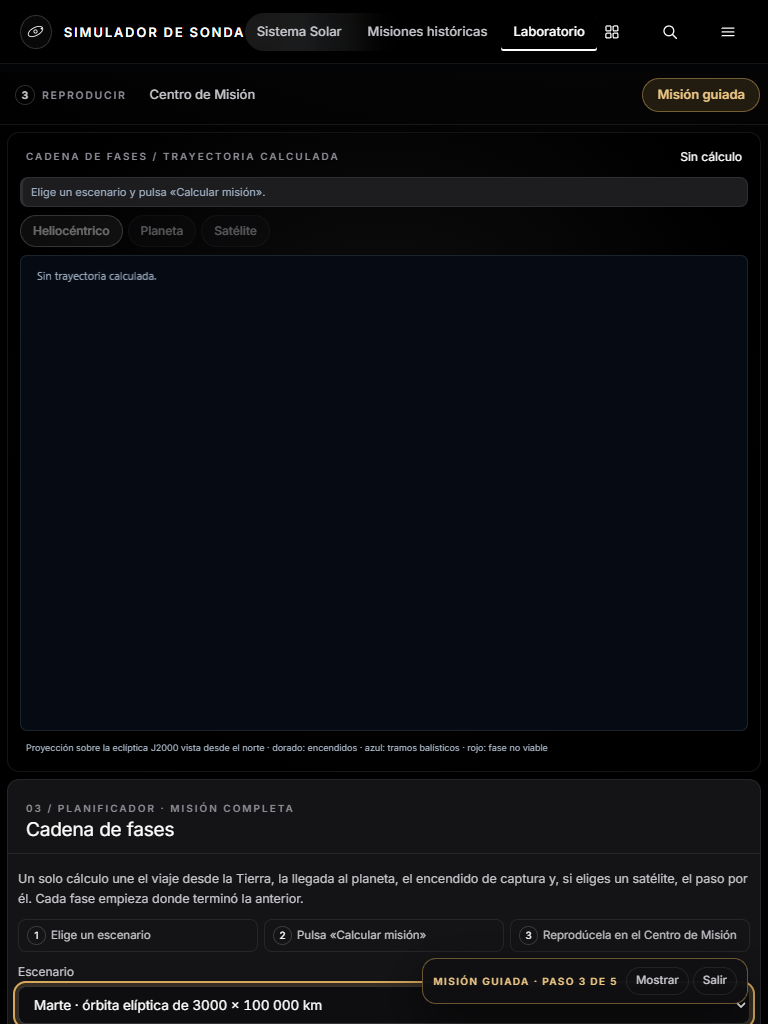 SIMULADOR DE SONDA
Sistema Solar
Misiones históricas
Laboratorio
3 REPRODUCIR
Centro de Misión
Misión guiada
CADENA DE FASES / TRAYECTORIA CALCULADA
Sin cálculo
Elige un escenario y pulsa «Calcular misión».
Heliocéntrico
Planeta
Satélite
Sin trayectoria calculada.
Proyección sobre la eclíptica J2000 vista desde el norte · dorado: encendidos · azul: tramos balísticos · rojo: fase no viable
03 / PLANIFICADOR · MISIÓN COMPLETA
Cadena de fases
Un solo cálculo une el viaje desde la Tierra, la llegada al planeta, el encendido de captura y, si eliges un satélite, el paso por
él. Cada fase empieza donde terminó la anterior.
1 Elige un escenario
2 Pulsa «Calcular misión»
3 Reprodúcela en el Centro de Misión
Escenario
MISIÓN GUIADA · PASO 3 DE 5
Mostrar
Salir
Marte · órbita elíptica de 3000 × 100 000 km